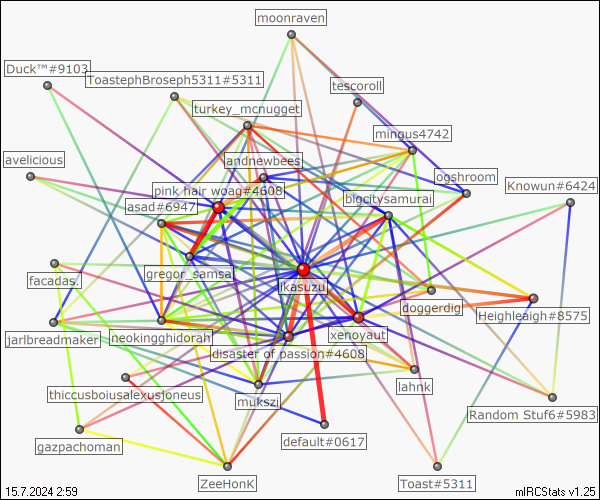 moonraven
Duck™#9103
ToastephBroseph5311#5311
tescoroll
turkey_mcnugget
mingus4742
avelicious
andnewbees
ogshroom
Knowun#6424
pink hair woag#4608
bigcitysamurai
asad#6947
facadas.
gregor_samsa
ikasuzu
doggerdig
Heighleaigh#8575
jarlbreadmaker
neokingghidorah
xenoyaut
disaster of passion#4608
thiccusboiusalexusjoneus
mukszi
lahnk
Random Stuf6#5983
gazpachoman
default#0617
ZeeHonK
Toast#5311
15.7.2024 2:59
mIRCStats v1.25